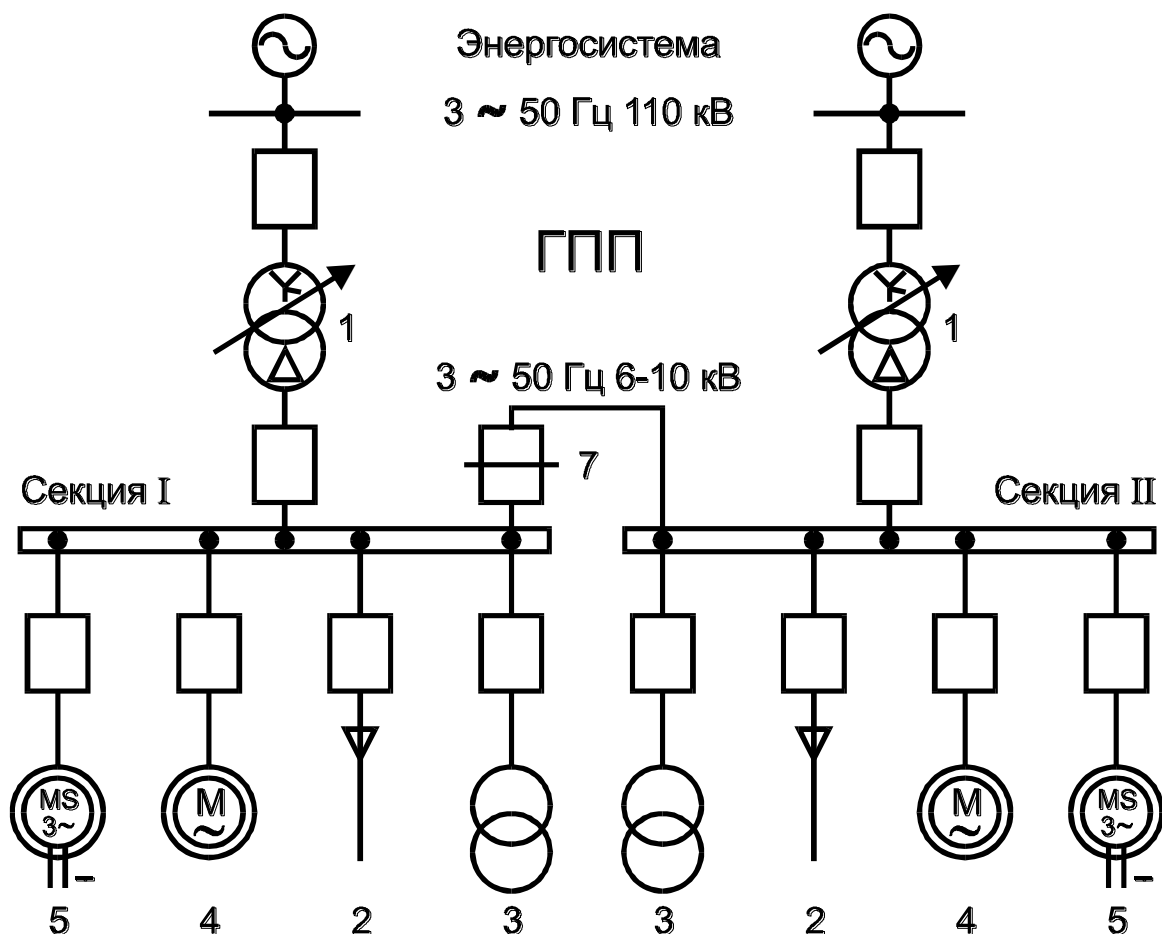 Энергосистема
3 ~ 50 Гц 110 кВ
ГПП
1
1
3 ~ 50 Гц 6-10 кВ
7
Секция I
Секция II
MS
3~
M
~
M
~
MS
3~
–
–
5
4
2
3
3
2
4
5